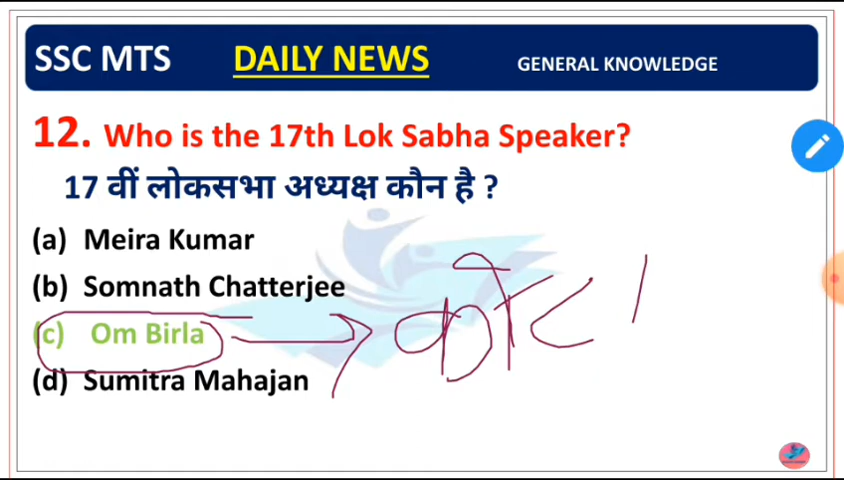 SSC MTS DAILY NEWS GENERAL KNOWLEDGE
12. Who is the 17th Lok Sabha Speaker?
17 वीं लोकसभा अध्यक्ष कौन है ?
(a) Meira Kumar
(b) Somnath Chatterjee
(c) Om Birla
(d) Sumitra Mahajan
कोटा